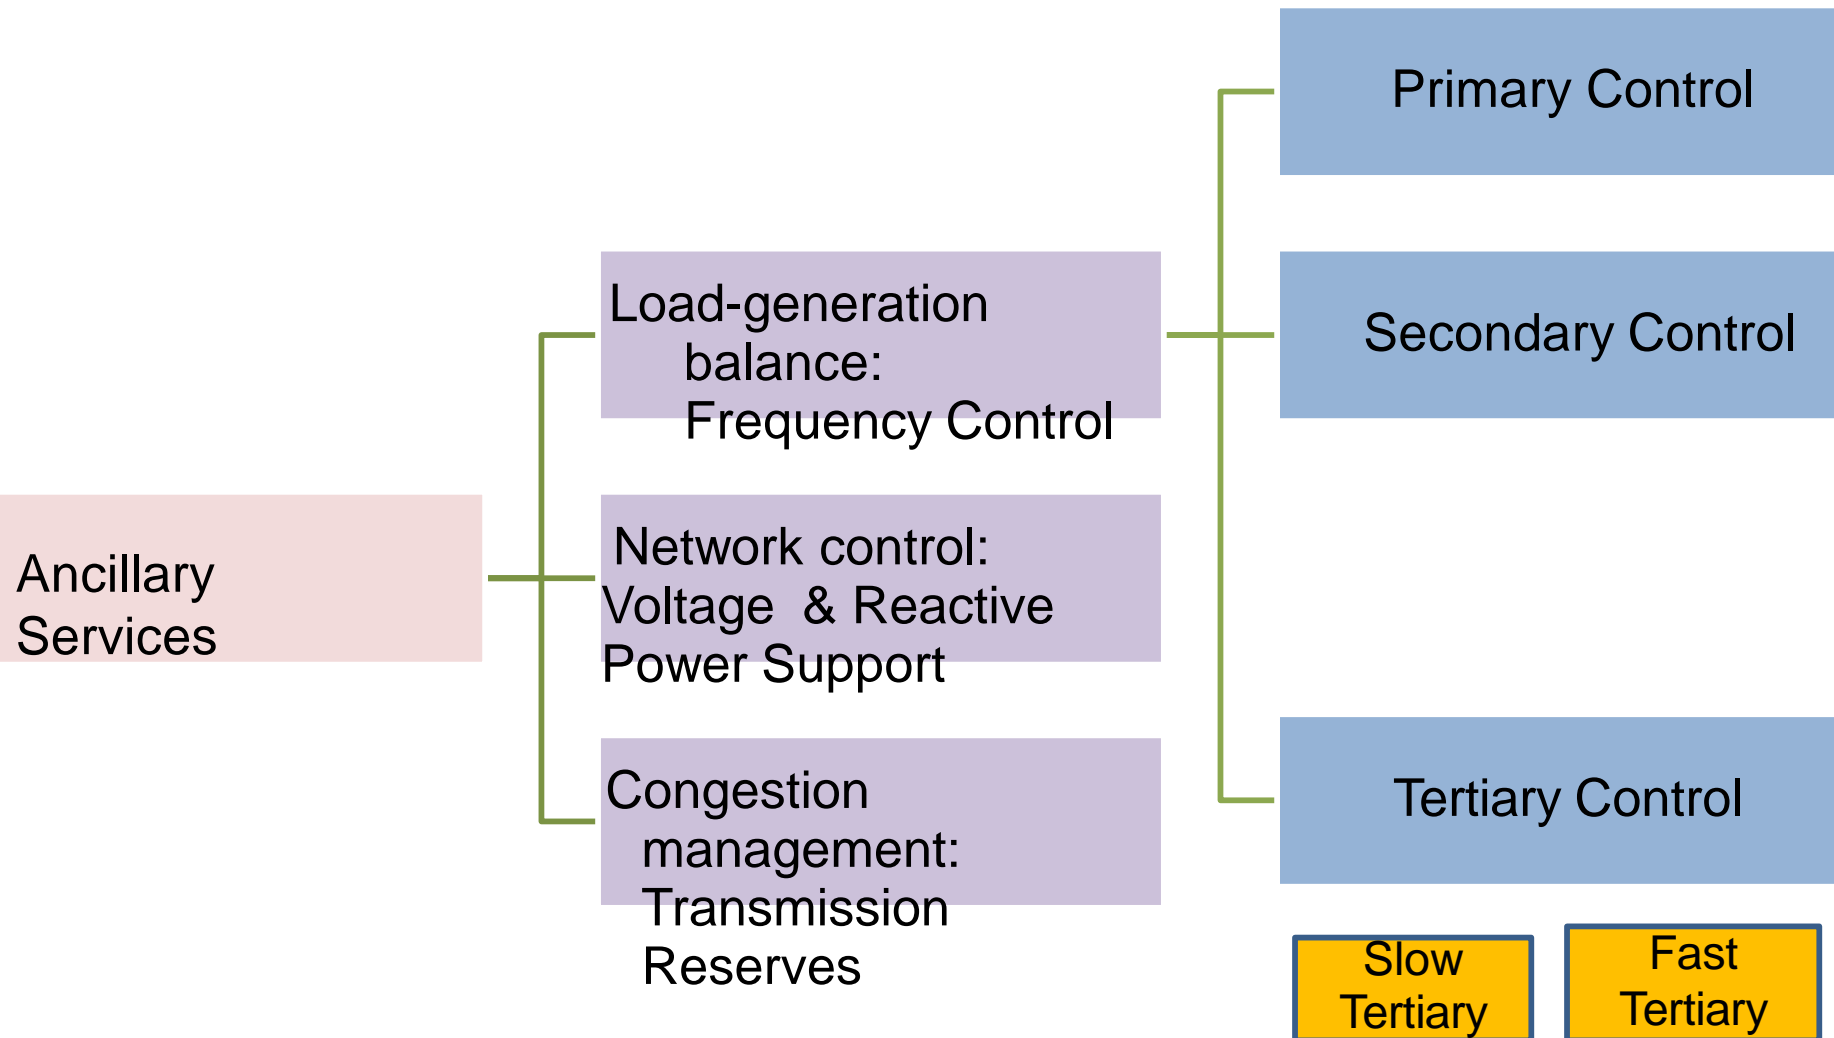 Primary Control
Load-generation
balance:
Frequency Control
Secondary Control
Ancillary
Services
Network control:
Voltage & Reactive
Power Support
Congestion
management:
Transmission
Reserves
Tertiary Control
Slow
Tertiary
Fast
Tertiary